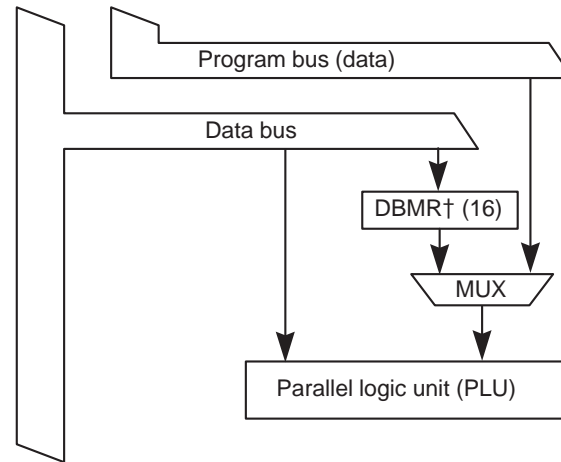 Program bus (data)
Data bus
DBMR† (16)
MUX
Parallel logic unit (PLU)